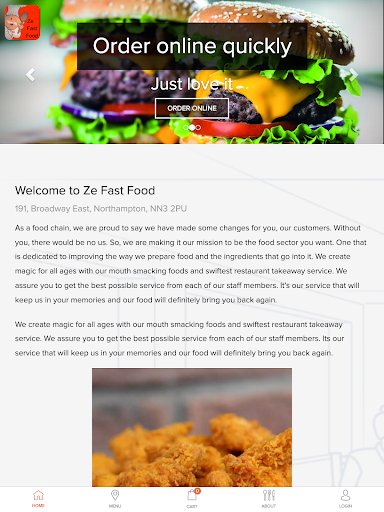 Ze
Fast
Food
Order online quickly
Just love it
ORDER ONLINE
Welcome to Ze Fast Food
191, Broadway East, Northampton, NN3 2PU
As a food chain, we are proud to say we have made some changes for you, our customers. Without
you, there would be no us. So, we are making it our mission to be the food sector you want. One that
is dedicated to improving the way we prepare food and the ingredients that go into it. We create
magic for all ages with our mouth smacking foods and swiftest restaurant takeaway service. We
assure you to get the best possible service from each of our staff members. It's our service that will
keep us in your memories and our food will definitely bring you back again.
We create magic for all ages with our mouth smacking foods and swiftest restaurant takeaway
service. We assure you to get the best possible service from each of our staff members. Its our
service that will keep us in your memories and our food will definitely bring you back again.
0
HOME
MENU
CART
ABOUT
LOGIN